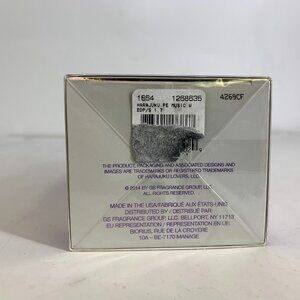 1664 1268635
HARAJUKU PE MUSIC W
EDP/S 1.7
4269CF
THE PRODUCT, PACKAGING AND ASSOCIATED DESIGNS AND
IMAGES ARE TRADEMARKS OR REGISTERED TRADEMARKS
OF HARAJUKU LOVERS, LLC.
© 2014 BY GS FRAGRANCE GROUP, LLC.
ALL RIGHTS RESERVED.
MADE IN THE USA/FABRIQUÉ AUX ÉTATS-UNIS
DISTRIBUTED BY / DISTRIBUÉ PAR
GS FRAGRANCE GROUP, LLC. BELLPORT, NY 11713
EU REPRESENTATION / REPRESENTATION EN UE:
BIORIUS, RUE DE LA CROYERE
10A – BE-7170 MANAGE